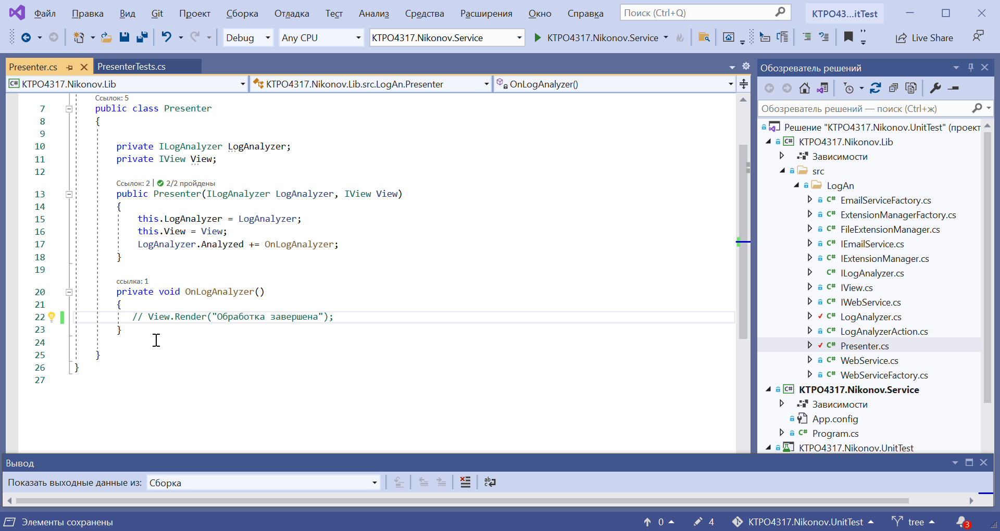 Файл Правка Вид Git Проект Сборка Отладка Тест Анализ Средства Расширения Окно Справка Поиск (Ctrl+Q) KTPO43...itTest
Debug Any CPU KTPO4317.Nikonov.Service KTPO4317.Nikonov.Service Live Share
Presenter.cs PresenterTests.cs
C# KTPO4317.Nikonov.Lib KTPO4317.Nikonov.Lib.src.LogAn.Presenter OnLogAnalyzer()
Ссылок: 5
7 public class Presenter
8 {
9
10 private ILogAnalyzer LogAnalyzer;
11 private IView View;
12
Ссылок: 2 | 2/2 пройдены
13 public Presenter(ILogAnalyzer LogAnalyzer, IView View)
14 {
15 this.LogAnalyzer = LogAnalyzer;
16 this.View = View;
17 LogAnalyzer.Analyzed += OnLogAnalyzer;
18 }
19
ссылка: 1
20 private void OnLogAnalyzer()
21 {
22 // View.Render("Обработка завершена");
23 }
24
25 }
26 }
27
Обозреватель решений
Обозреватель решений — поиск (Ctrl+ж)
Решение "KTPO4317.Nikonov.UnitTest" (проект
C# KTPO4317.Nikonov.Lib
Зависимости
src
LogAn
C# EmailServiceFactory.cs
C# ExtensionManagerFactory.cs
C# FileExtensionManager.cs
C# IEmailService.cs
C# IExtensionManager.cs
C# ILogAnalyzer.cs
C# IView.cs
C# IWebService.cs
C# LogAnalyzer.cs
C# LogAnalyzerAction.cs
C# Presenter.cs
C# WebService.cs
C# WebServiceFactory.cs
C# KTPO4317.Nikonov.Service
Зависимости
App.config
C# Program.cs
KTPO4317.Nikonov.UnitTest
Вывод
Показать выходные данные из: Сборка
Элементы сохранены 0 4 KTPO4317.Nikonov.UnitTest tree 3